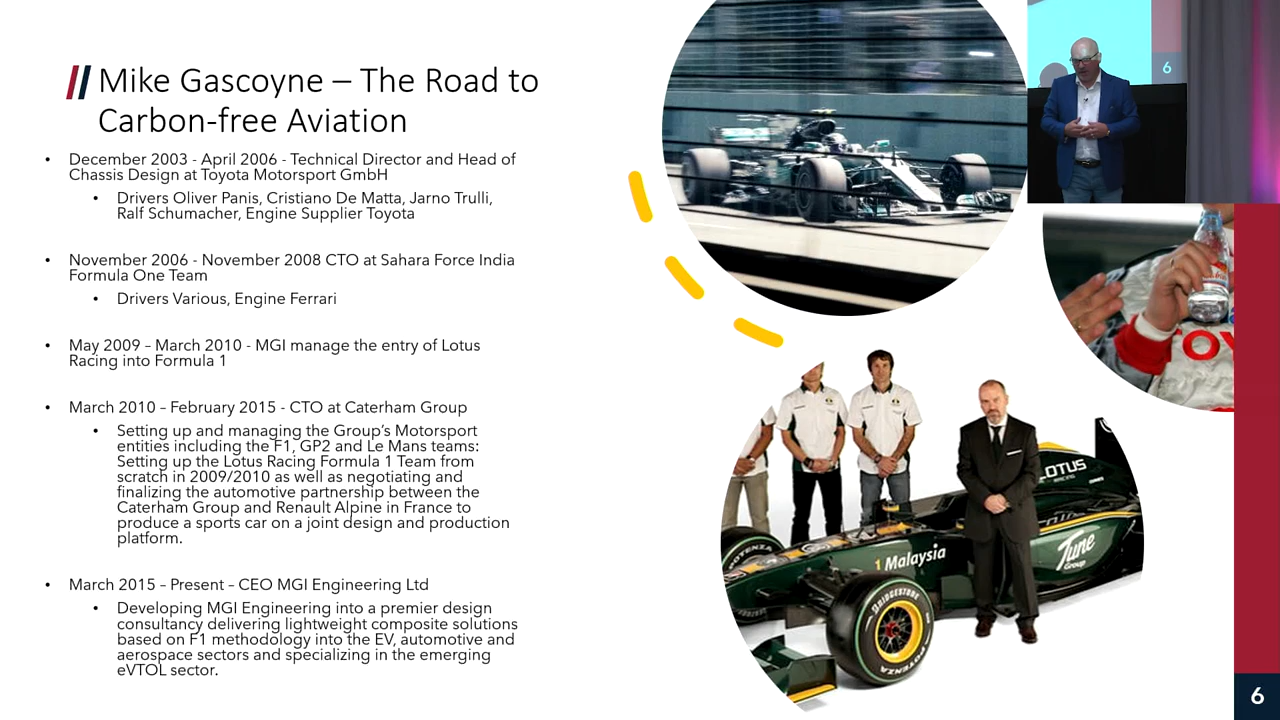 Mike Gascoyne – The Road to
Carbon-free Aviation
• December 2003 - April 2006 - Technical Director and Head of
Chassis Design at Toyota Motorsport GmbH
• Drivers Oliver Panis, Cristiano De Matta, Jarno Trulli,
Ralf Schumacher, Engine Supplier Toyota
• November 2006 - November 2008 CTO at Sahara Force India
Formula One Team
• Drivers Various, Engine Ferrari
• May 2009 – March 2010 - MGI manage the entry of Lotus
Racing into Formula 1
• March 2010 – February 2015 - CTO at Caterham Group
• Setting up and managing the Group's Motorsport
entities including the F1, GP2 and Le Mans teams:
Setting up the Lotus Racing Formula 1 Team from
scratch in 2009/2010 as well as negotiating and
finalizing the automotive partnership between the
Caterham Group and Renault Alpine in France to
produce a sports car on a joint design and production
platform.
• March 2015 – Present – CEO MGI Engineering Ltd
• Developing MGI Engineering into a premier design
consultancy delivering lightweight composite solutions
based on F1 methodology into the EV, automotive and
aerospace sectors and specializing in the emerging
eVTOL sector.
6
OY
LOTUS
RACING
1 Malaysia
Tune
Group
POTENZA
BRIDGESTONE
POTENZA
6